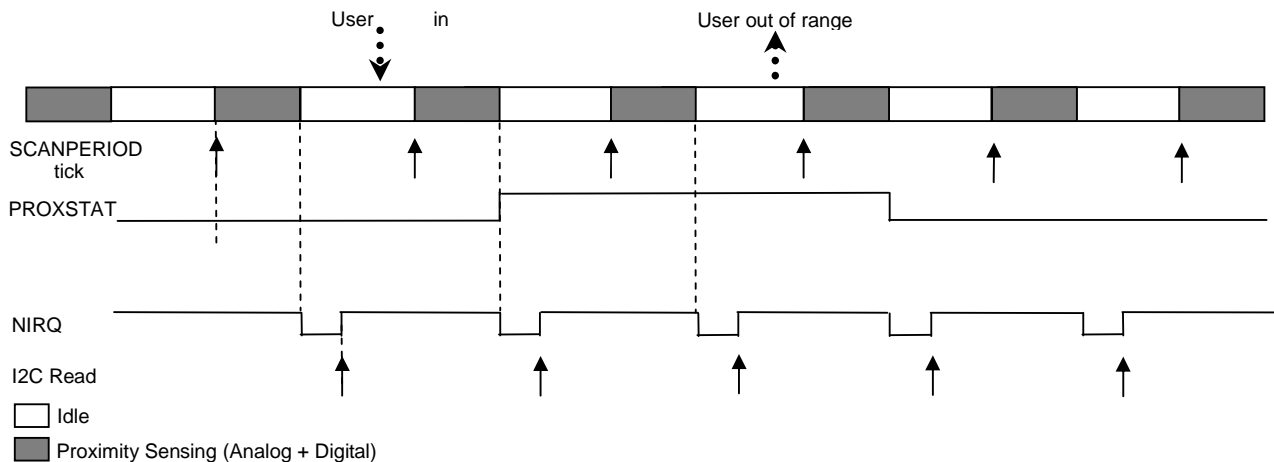 User in
User out of range
SCANPERIOD
tick
PROXSTAT
NIRQ
I2C Read
Idle
Proximity Sensing (Analog + Digital)